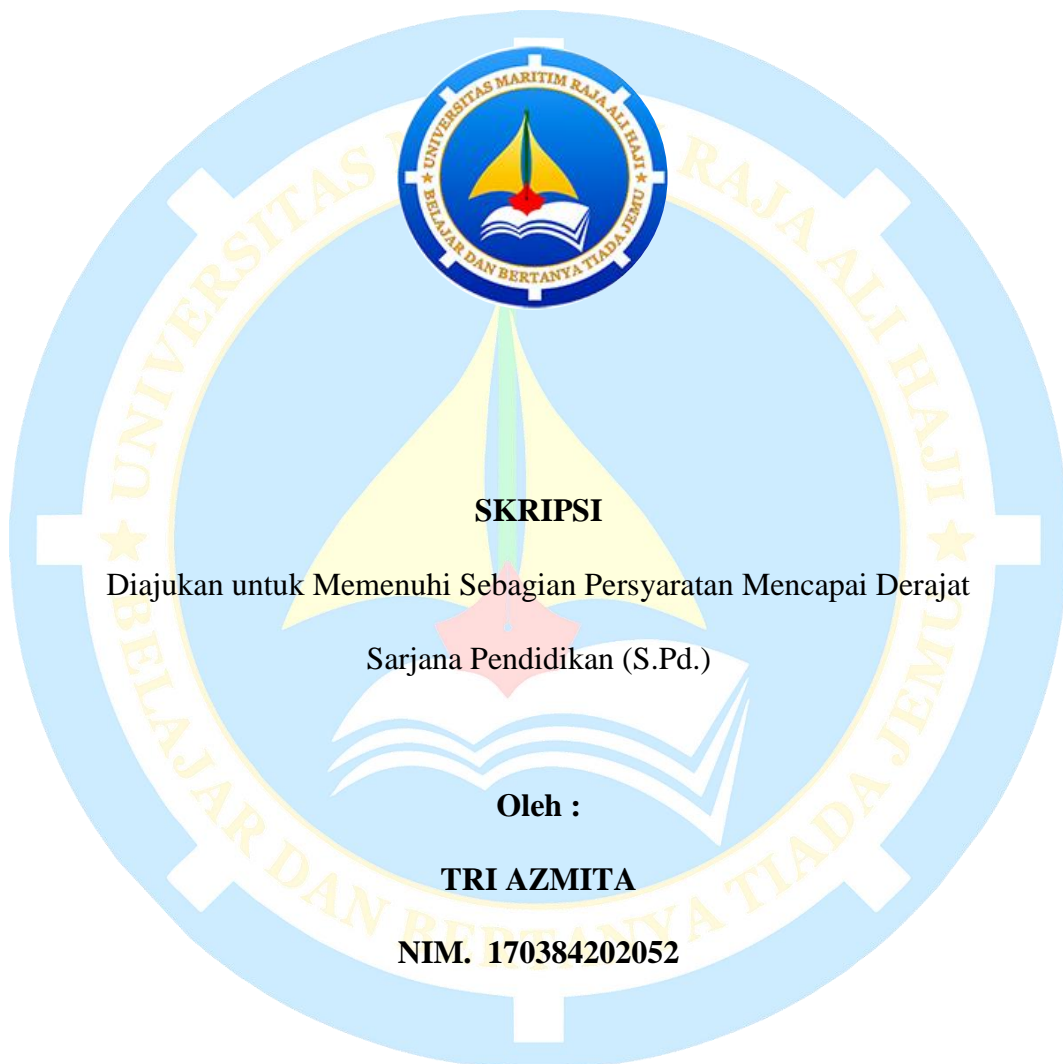 UNIVERSITAS MARITIM RAJA ALI HAJI
BELAJAR DAN BERTANYA TIADA JEMU
SKRIPSI
Diajukan untuk Memenuhi Sebagian Persyaratan Mencapai Derajat
Sarjana Pendidikan (S.Pd.)
Oleh :
TRI AZMITA
NIM. 170384202052